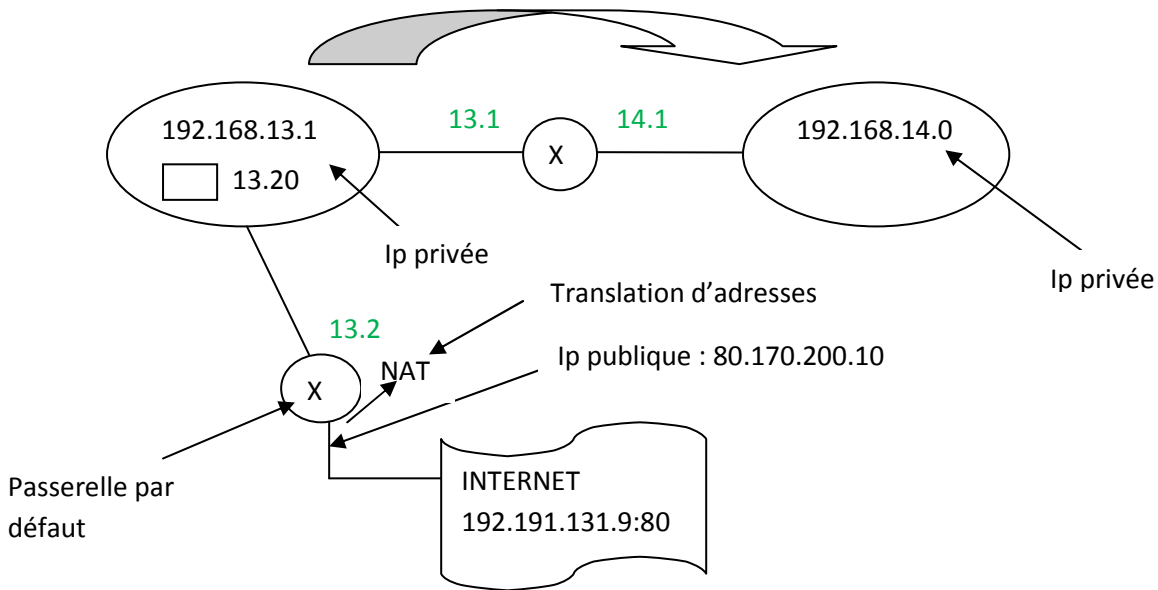 13.1
14.1
192.168.13.1
192.168.14.0
X
13.20
Ip privée
Ip privée
Translation d’adresses
13.2
Ip publique : 80.170.200.10
NAT
X
Passerelle par
défaut
INTERNET
192.191.131.9:80